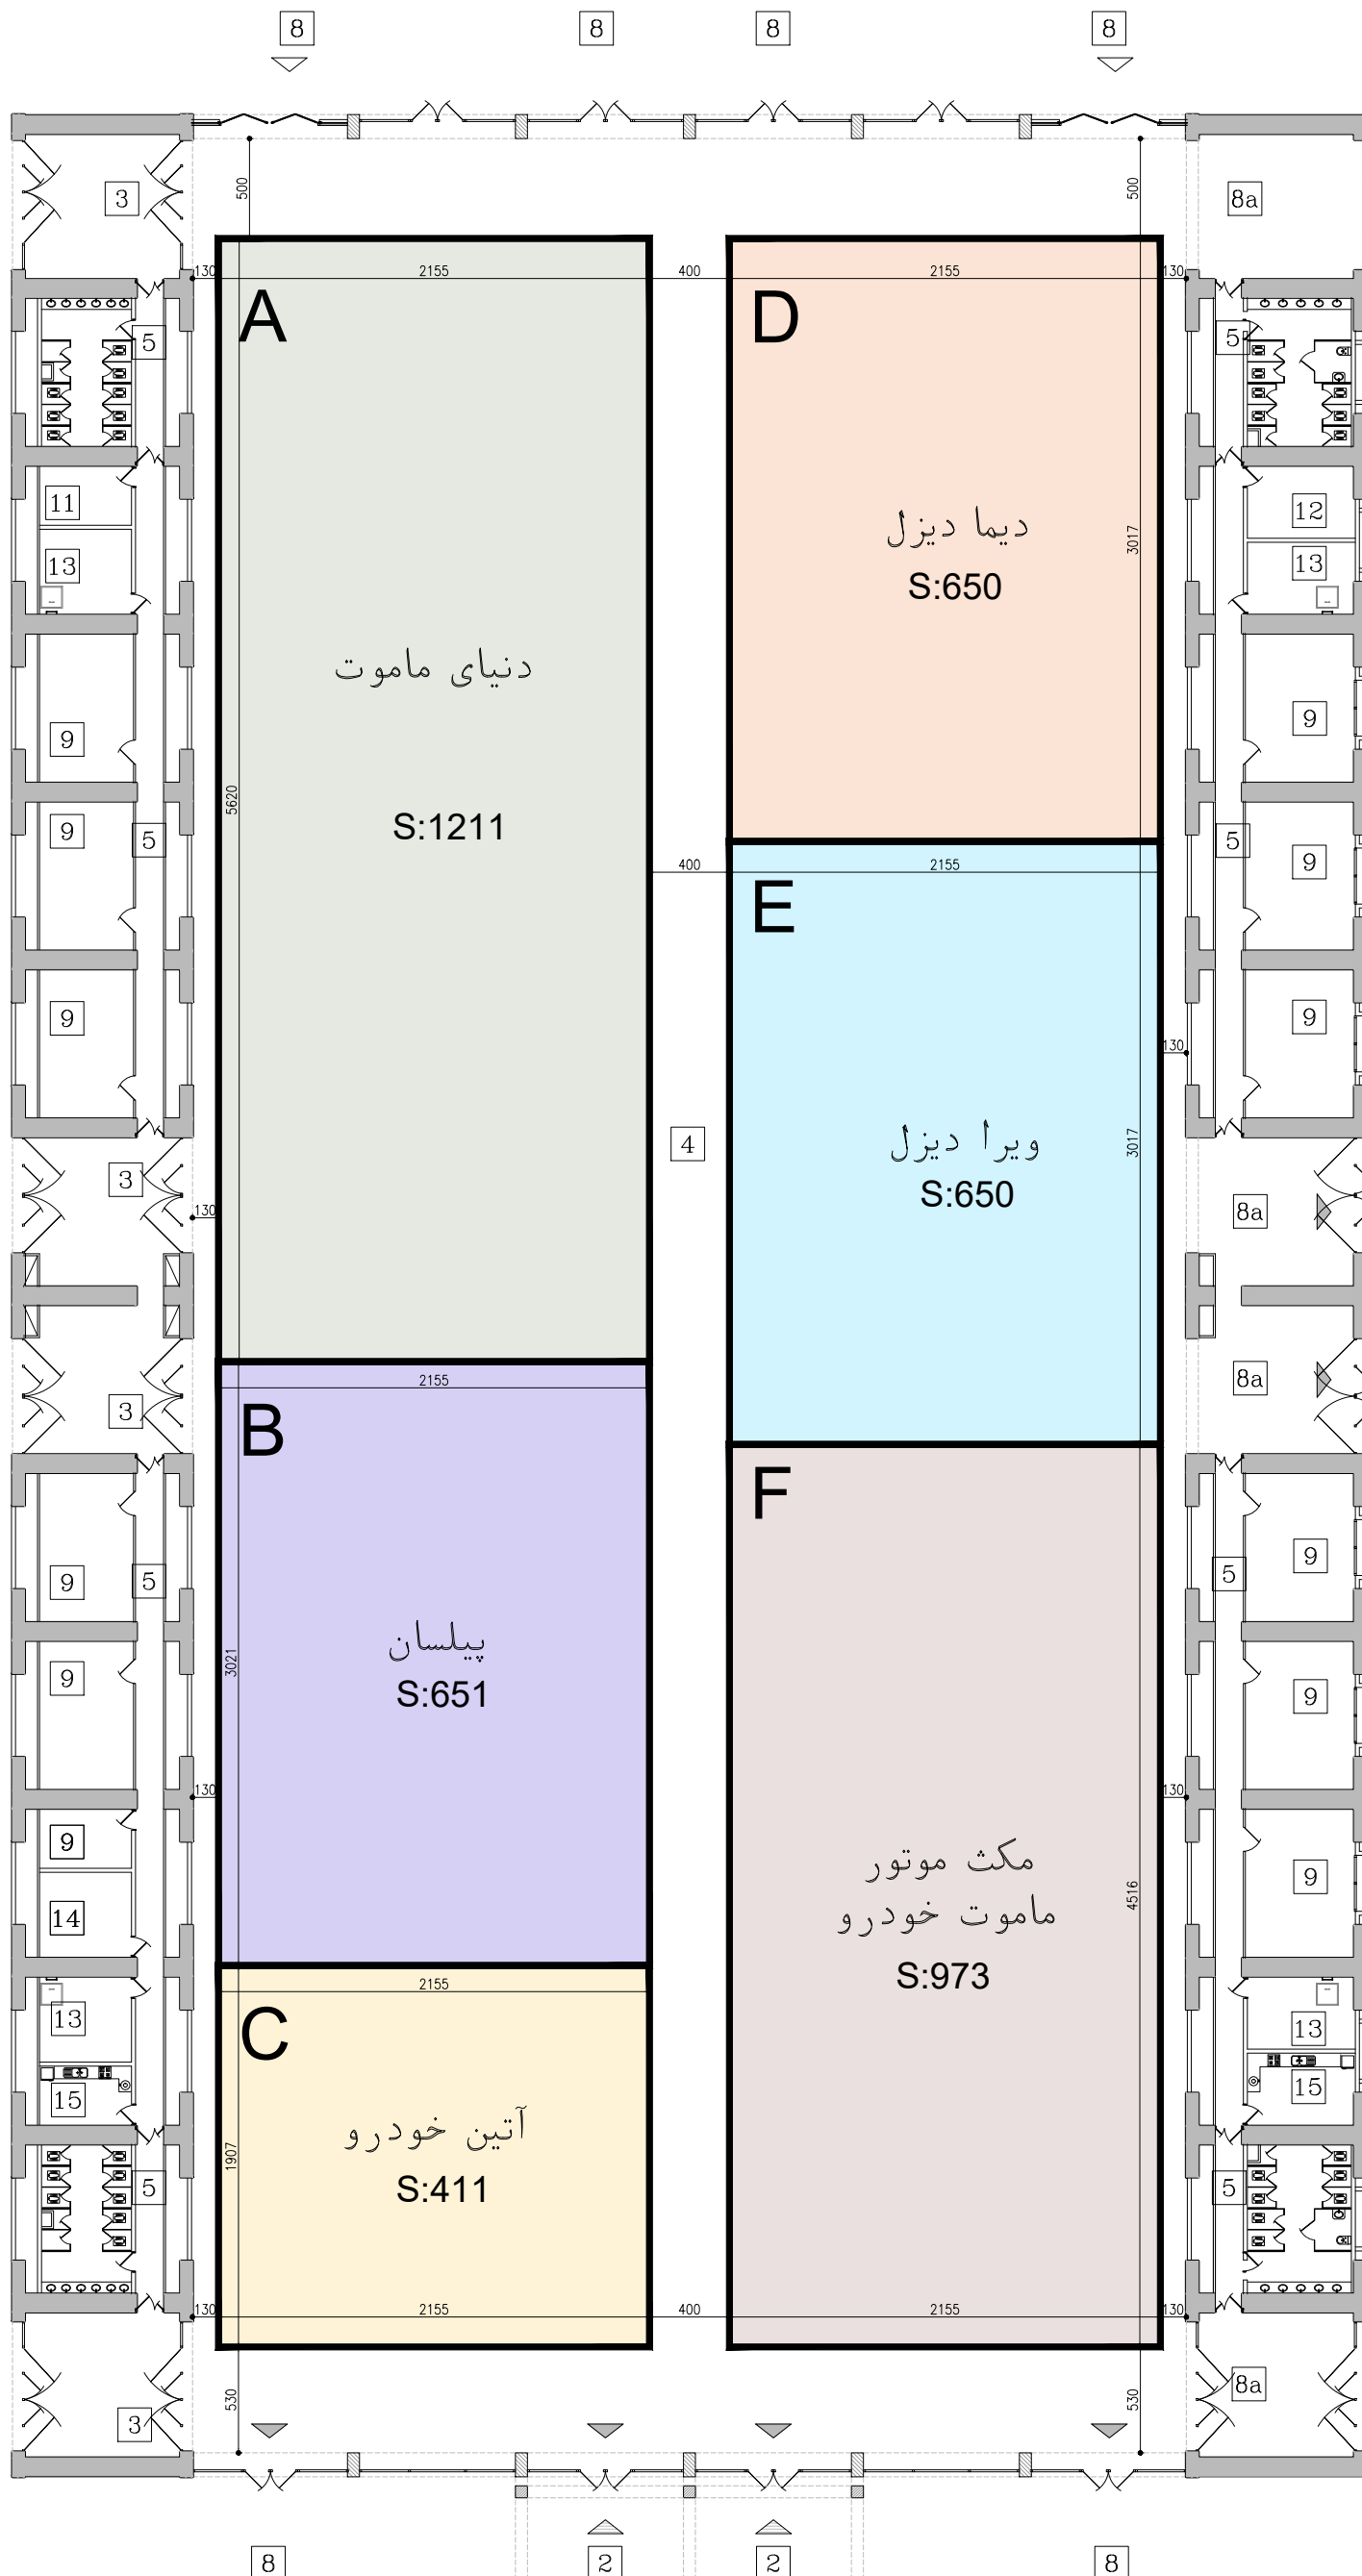 8 8 8 8
3 500 500 8a
130 2155 400 2155 130
A D
5 5
11 12
13 13
دیما دیزل
S:650
3017
دنیای ماموت
S:1211
5620
9 9
9 5 5 9
400 2155
E
9 9
130
4
ویرا دیزل
S:650
3017
3 8a
130
2155
3 8a
B F
9 5 5 9
پیلسان
S:651
3021
9 9
130 130
9 9
14
مکث موتور
ماموت خودرو
S:973
4516
2155
C
13 13
15 15
آتین خودرو
S:411
1907
5 5
130 2155 400 2155 130
3 530 530 8a
8 2 2 8